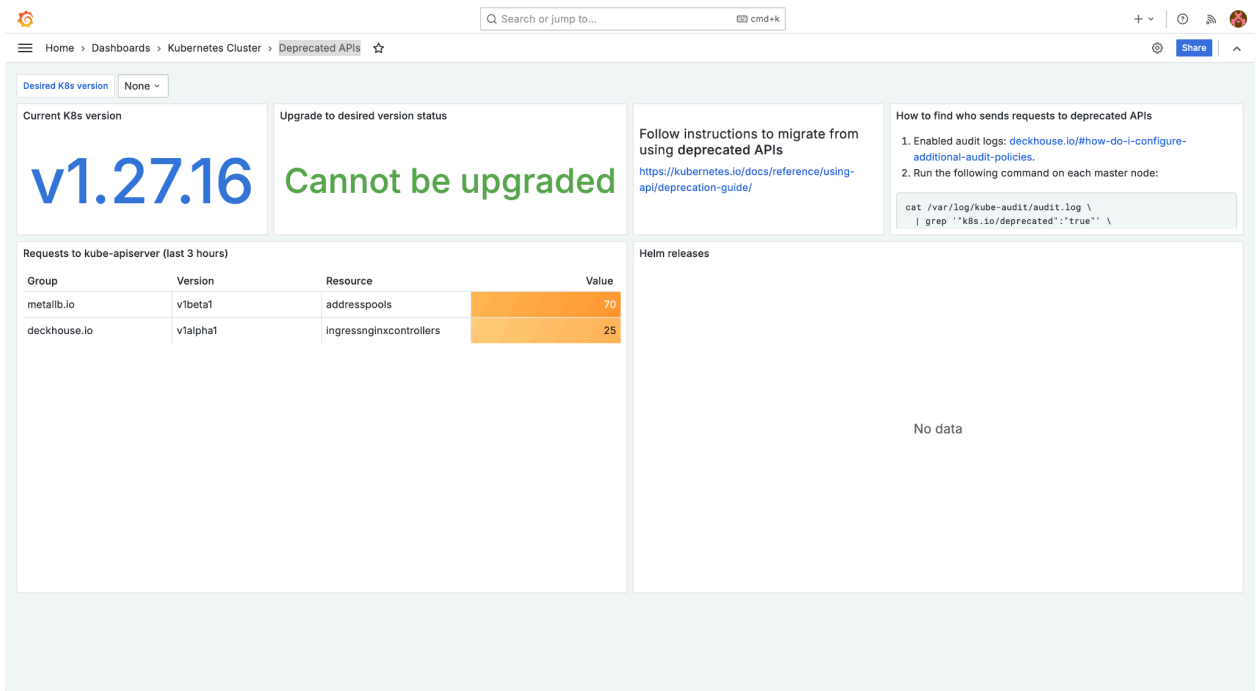 Search or jump to...
cmd+k
Home › Dashboards › Kubernetes Cluster › Deprecated APIs
Share
Desired K8s version
None
Current K8s version
v1.27.16
Upgrade to desired version status
Cannot be upgraded
Follow instructions to migrate from
using deprecated APIs
https://kubernetes.io/docs/reference/using-
api/deprecation-guide/
How to find who sends requests to deprecated APIs
1. Enabled audit logs: deckhouse.io/#how-do-i-configure-
additional-audit-policies.
2. Run the following command on each master node:
cat /var/log/kube-audit/audit.log \
| grep '"k8s.io/deprecated":"true"' \
Requests to kube-apiserver (last 3 hours)
Group Version Resource Value
metallb.io v1beta1 addresspools 70
deckhouse.io v1alpha1 ingressnginxcontrollers 25
Helm releases
No data